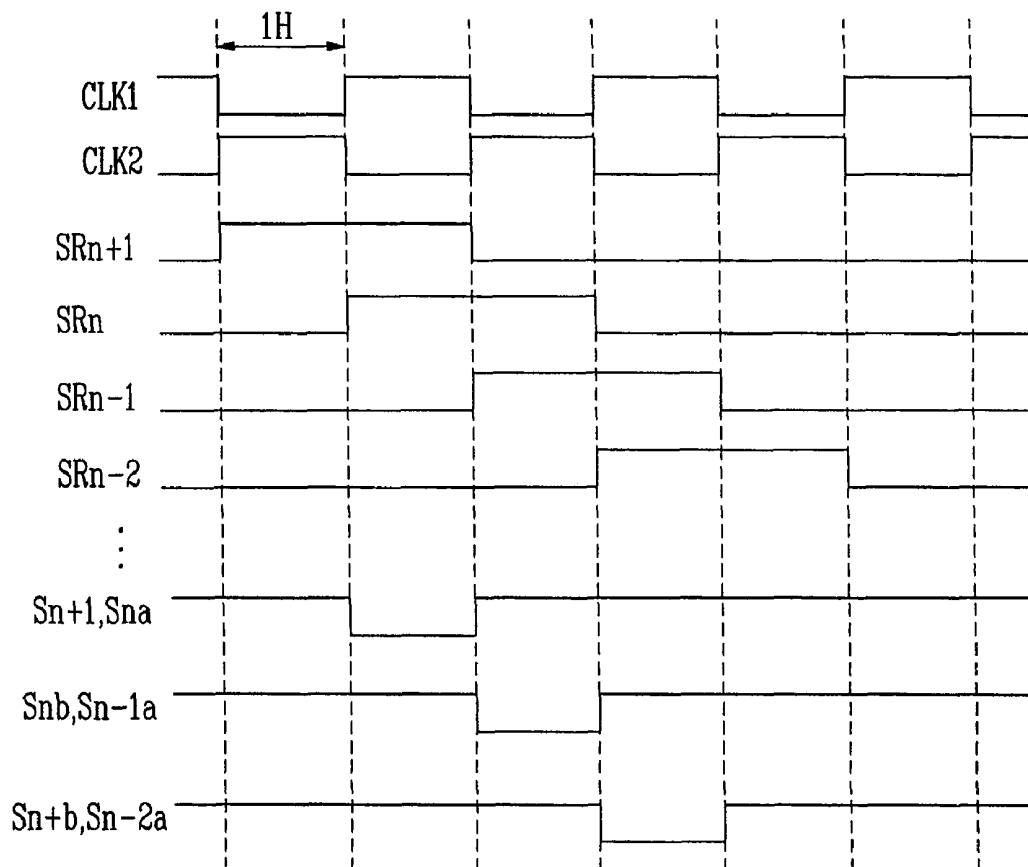 1H
CLK1
CLK2
SRn+1
SRn
SRn-1
SRn-2
Sn+1,Sna
Snb,Sn-1a
Sn+b,Sn-2a